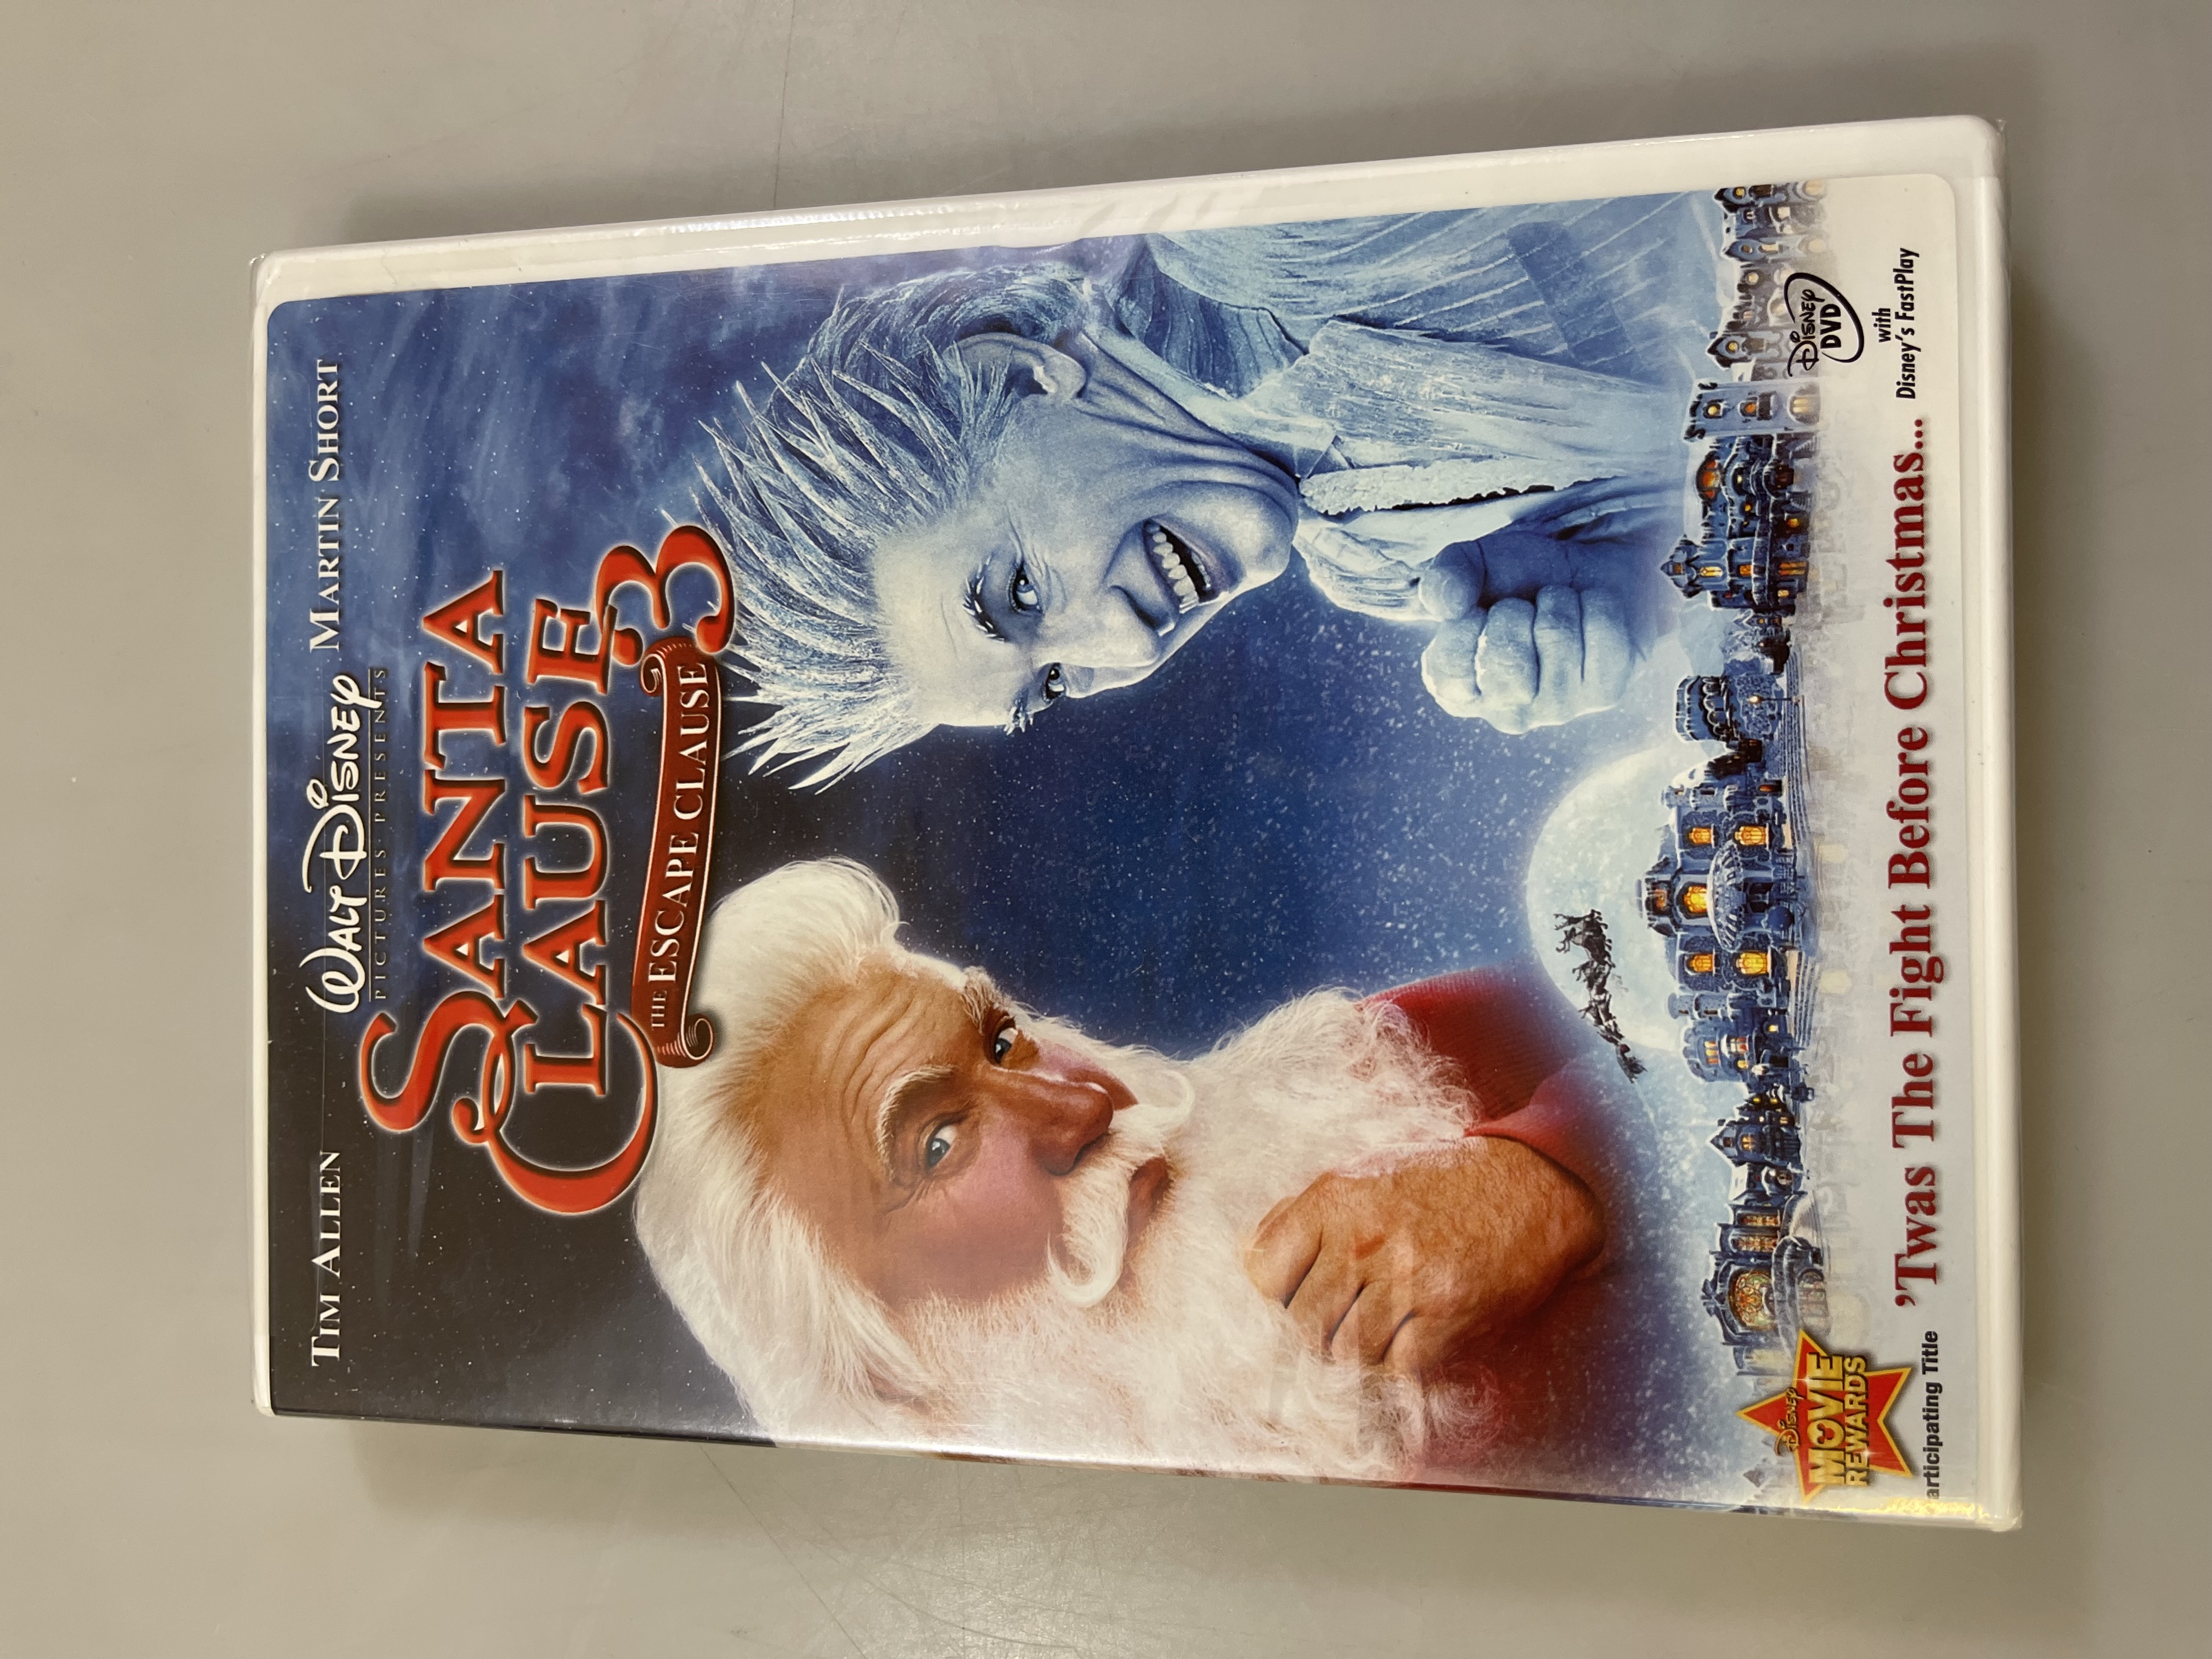 TIM ALLEN
MARTIN SHORT
WALT DISNEY
PICTURES PRESENTS
SANTA
CLAUSE 3
THE ESCAPE CLAUSE
DISNEY
MOVIE
REWARDS
articipating Title
'Twas The Fight Before Christmas...
DISNEY
DVD
with
Disney's FastPlay